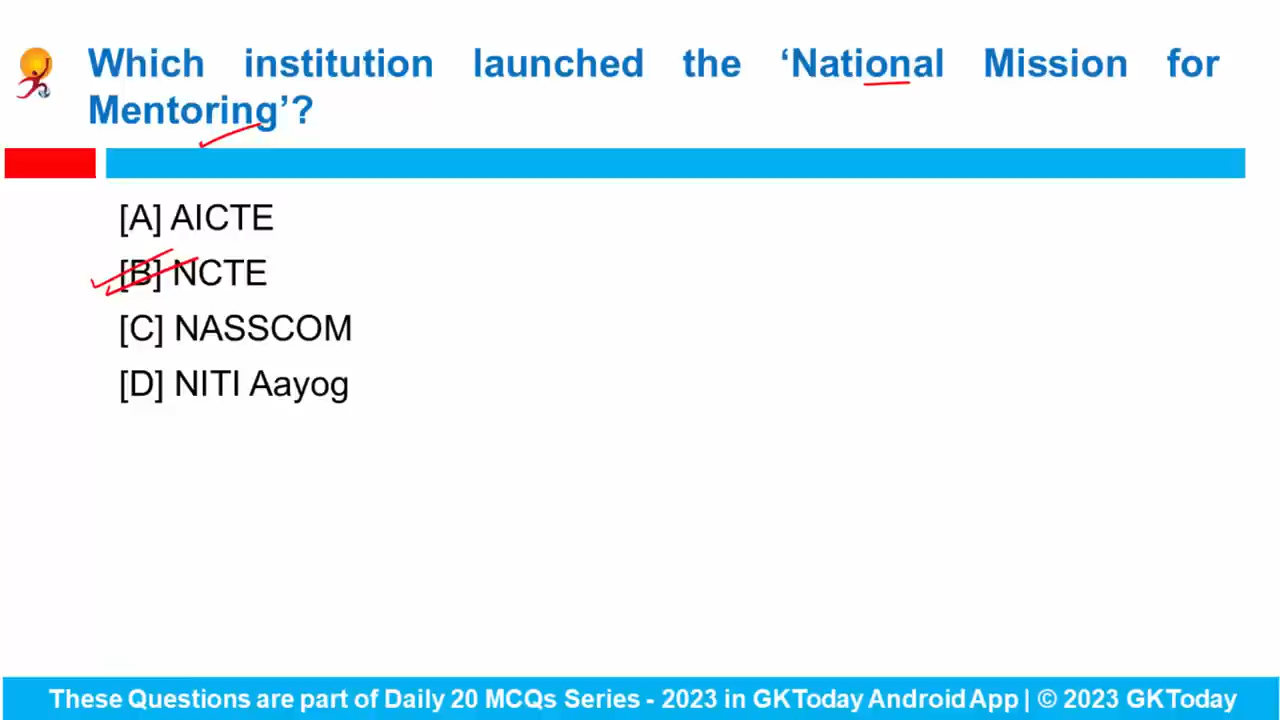 Which institution launched the ‘National Mission for
Mentoring’?
[A] AICTE
[B] NCTE
[C] NASSCOM
[D] NITI Aayog
These Questions are part of Daily 20 MCQs Series - 2023 in GKToday Android App | © 2023 GKToday